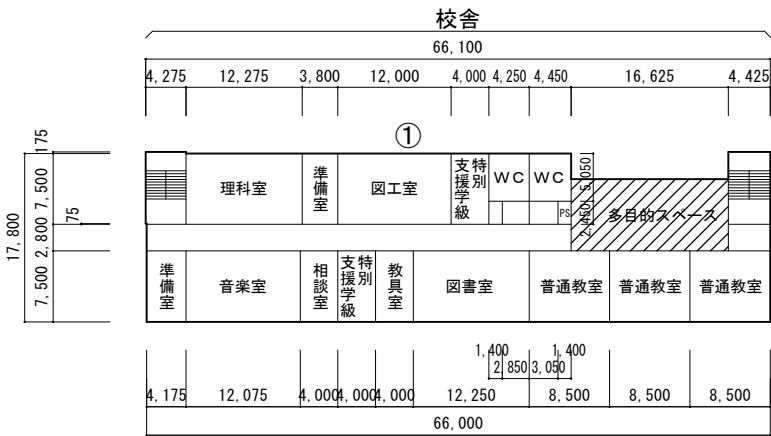 校舎
66,100
4,275 12,275 3,800 12,000 4,000 4,250 4,450 16,625 4,425
①
175
7,500
75
2,800
7,500
17,800
理科室
準備室
図工室
特別支援学級
WC
WC
PS
5,050
2,450
多目的スペース
準備室
音楽室
相談室
特別支援学級
教具室
図書室
普通教室
普通教室
普通教室
1,400 1,400
2,850 3,050
4,175 12,075 4,000 4,000 4,000 12,250 8,500 8,500 8,500
66,000